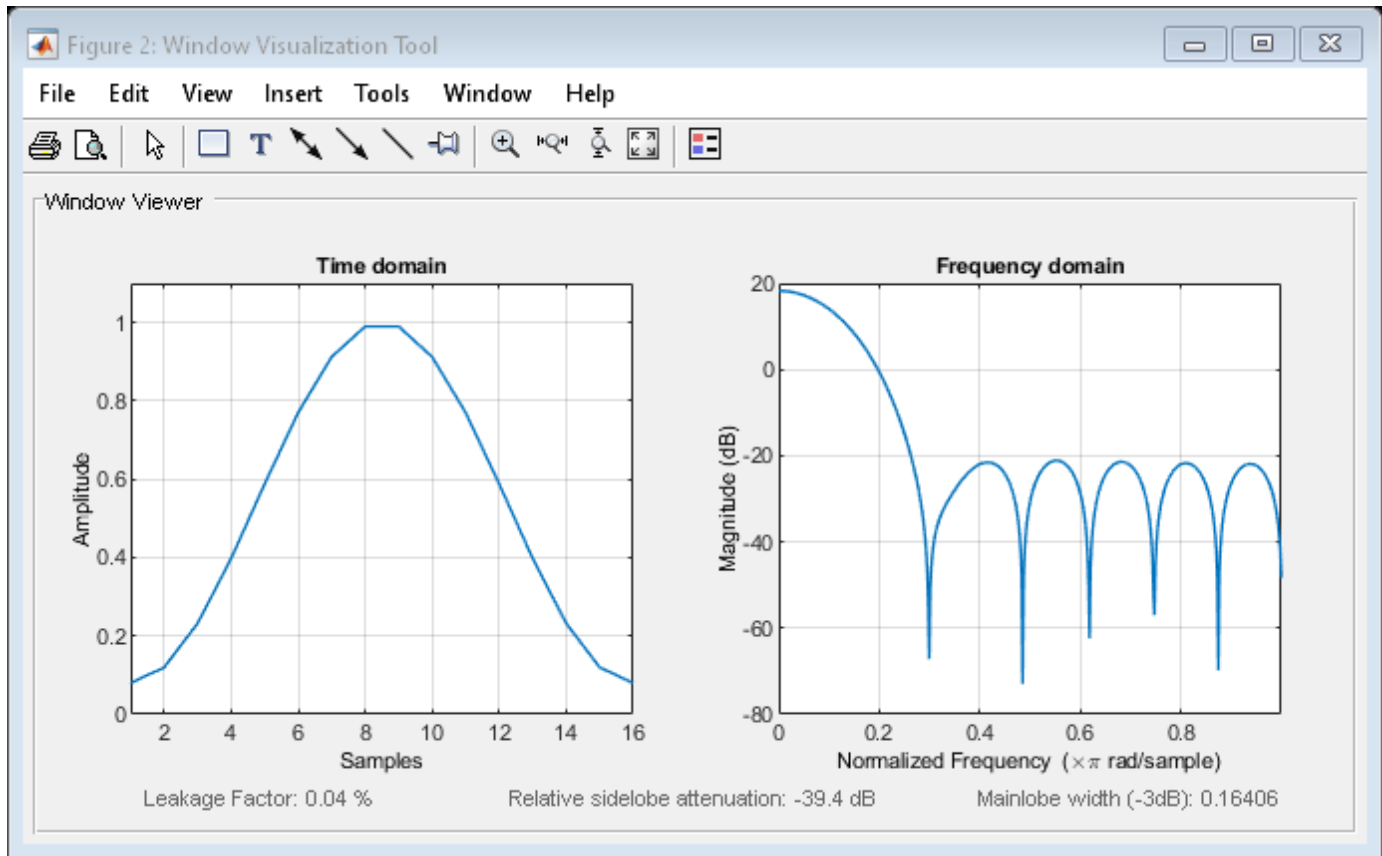 Figure 2: Window Visualization Tool
File Edit View Insert Tools Window Help
T
Window Viewer
Time domain
Amplitude
1
0.8
0.6
0.4
0.2
0
2 4 6 8 10 12 14 16
Samples
Frequency domain
Magnitude (dB)
20
0
-20
-40
-60
-80
0 0.2 0.4 0.6 0.8
Normalized Frequency (×π rad/sample)
Leakage Factor: 0.04 % Relative sidelobe attenuation: -39.4 dB Mainlobe width (-3dB): 0.16406